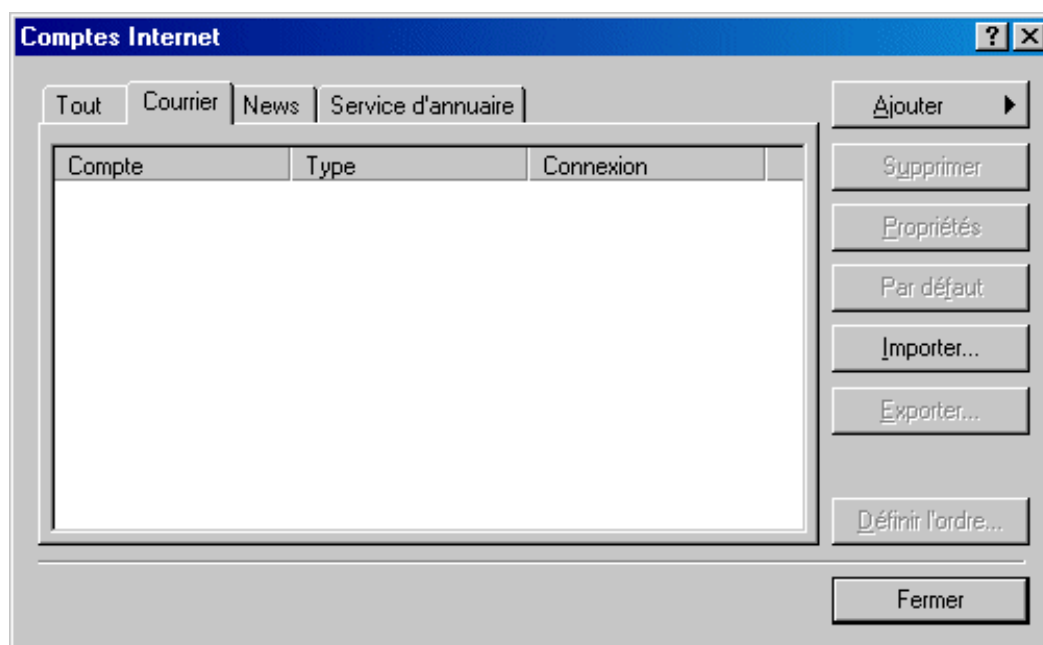 Comptes Internet
Tout Courrier News Service d'annuaire
Ajouter
Compte Type Connexion
Supprimer
Propriétés
Par défaut
Importer...
Exporter...
Définir l'ordre...
Fermer